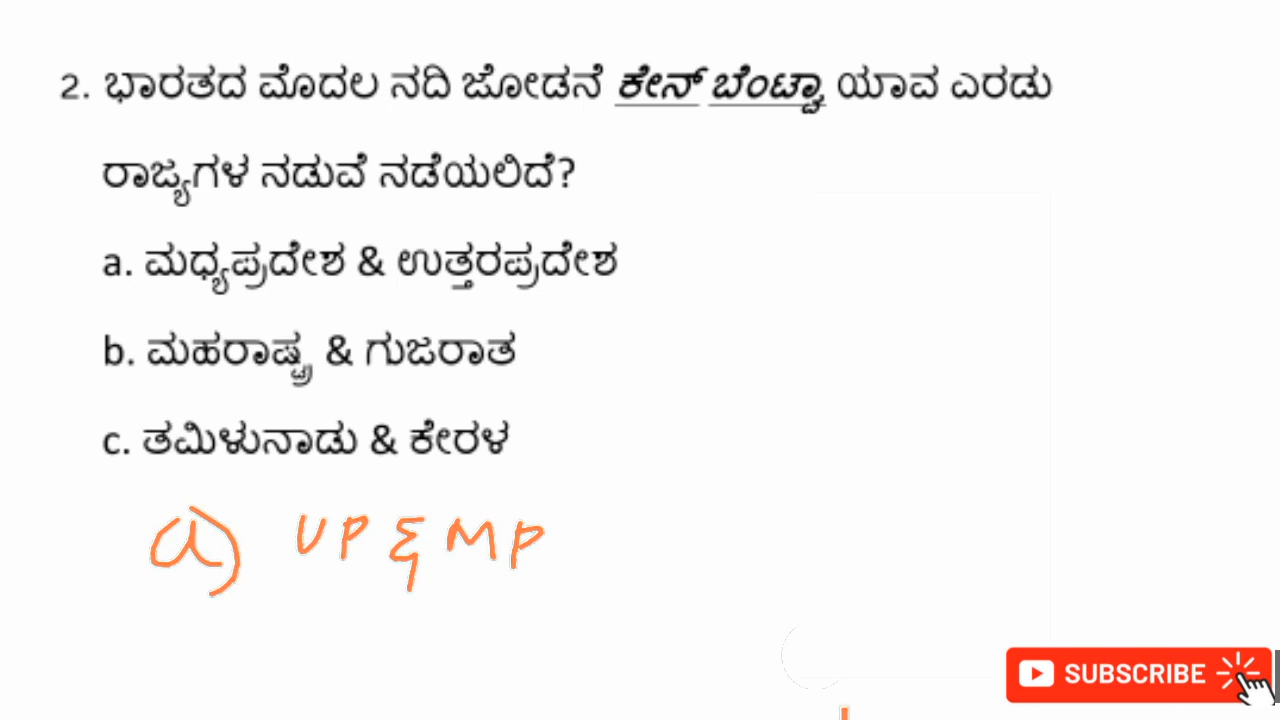 2. ಭಾರತದ ಮೊದಲ ನದಿ ಜೋಡನೆ ಕೇನ್ ಬೆಂಟ್ವಾ ಯಾವ ಎರಡು
ರಾಜ್ಯಗಳ ನಡುವೆ ನಡೆಯಲಿದೆ?
a. ಮಧ್ಯಪ್ರದೇಶ & ಉತ್ತರಪ್ರದೇಶ
b. ಮಹರಾಷ್ಟ್ರ & ಗುಜರಾತ
c. ತಮಿಳುನಾಡು & ಕೇರಳ
a) UP & MP
SUBSCRIBE